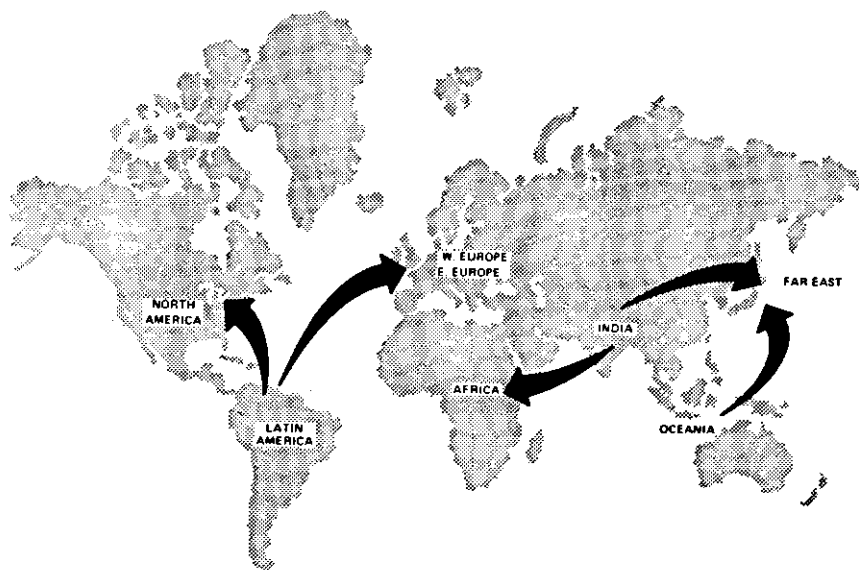 W. EUROPE
E. EUROPE
FAR EAST
NORTH
AMERICA
INDIA
AFRICA
LATIN
AMERICA
OCEANIA